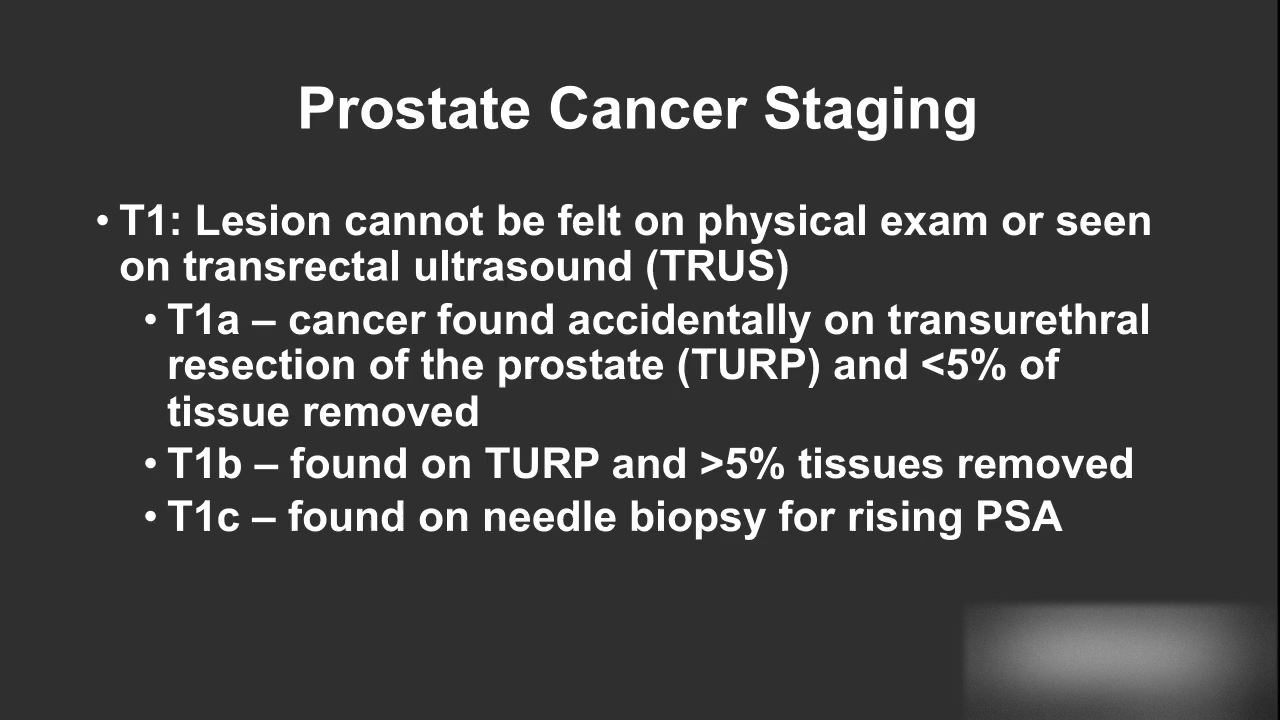 Prostate Cancer Staging
• T1: Lesion cannot be felt on physical exam or seen
on transrectal ultrasound (TRUS)
• T1a – cancer found accidentally on transurethral
resection of the prostate (TURP) and <5% of
tissue removed
• T1b – found on TURP and >5% tissues removed
• T1c – found on needle biopsy for rising PSA